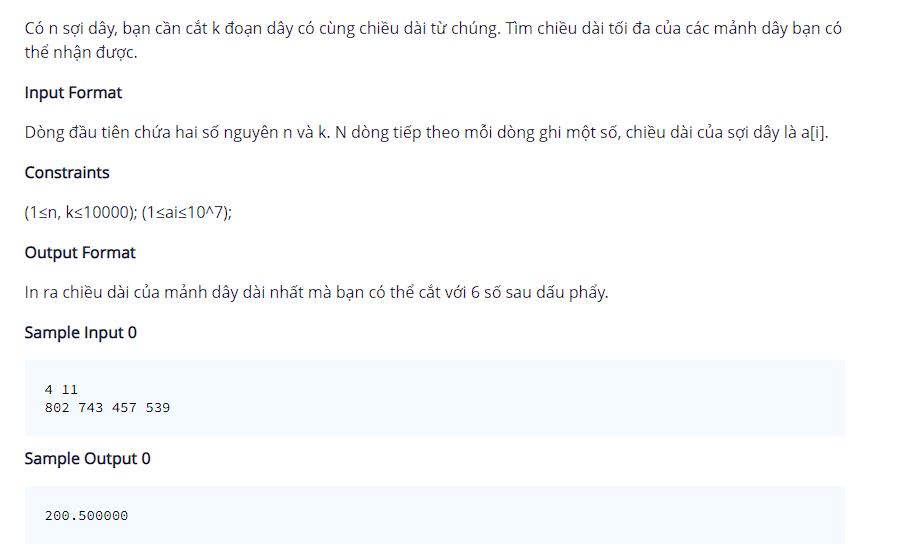 Có n sợi dây, bạn cần cắt k đoạn dây có cùng chiều dài từ chúng. Tìm chiều dài tối đa của các mảnh dây bạn có
thể nhận được.
Input Format
Dòng đầu tiên chứa hai số nguyên n và k. N dòng tiếp theo mỗi dòng ghi một số, chiều dài của sợi dây là a[i].
Constraints
(1≤n, k≤10000); (1≤ai≤10^7);
Output Format
In ra chiều dài của mảnh dây dài nhất mà bạn có thể cắt với 6 số sau dấu phẩy.
Sample Input 0
4 11
802 743 457 539
Sample Output 0
200.500000